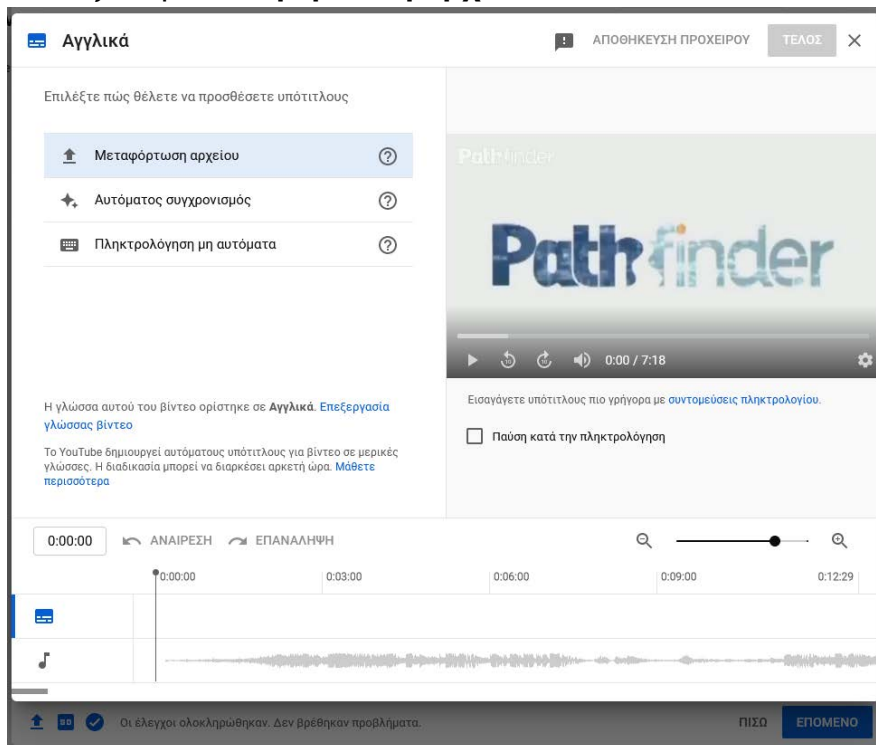 Αγγλικά
ΑΠΟΘΗΚΕΥΣΗ ΠΡΟΧΕΙΡΟΥ
ΤΕΛΟΣ
Επιλέξτε πώς θέλετε να προσθέσετε υπότιτλους
Μεταφόρτωση αρχείου
Αυτόματος συγχρονισμός
Πληκτρολόγηση μη αυτόματα
Η γλώσσα αυτού του βίντεο ορίστηκε σε Αγγλικά. Επεξεργασία
γλώσσας βίντεο
Το YouTube δημιουργεί αυτόματους υπότιτλους για βίντεο σε μερικές
γλώσσες. Η διαδικασία μπορεί να διαρκέσει αρκετή ώρα. Μάθετε
περισσότερα
Pathfinder
Pathfinder
0:00 / 7:18
Εισαγάγετε υπότιτλους πιο γρήγορα με συντομεύσεις πληκτρολογίου.
Παύση κατά την πληκτρολόγηση
0:00:00 ΑΝΑΙΡΕΣΗ ΕΠΑΝΑΛΗΨΗ
0:00:00 0:03:00 0:06:00 0:09:00 0:12:29
Οι έλεγχοι ολοκληρώθηκαν. Δεν βρέθηκαν προβλήματα.
ΠΙΣΩ
ΕΠΟΜΕΝΟ